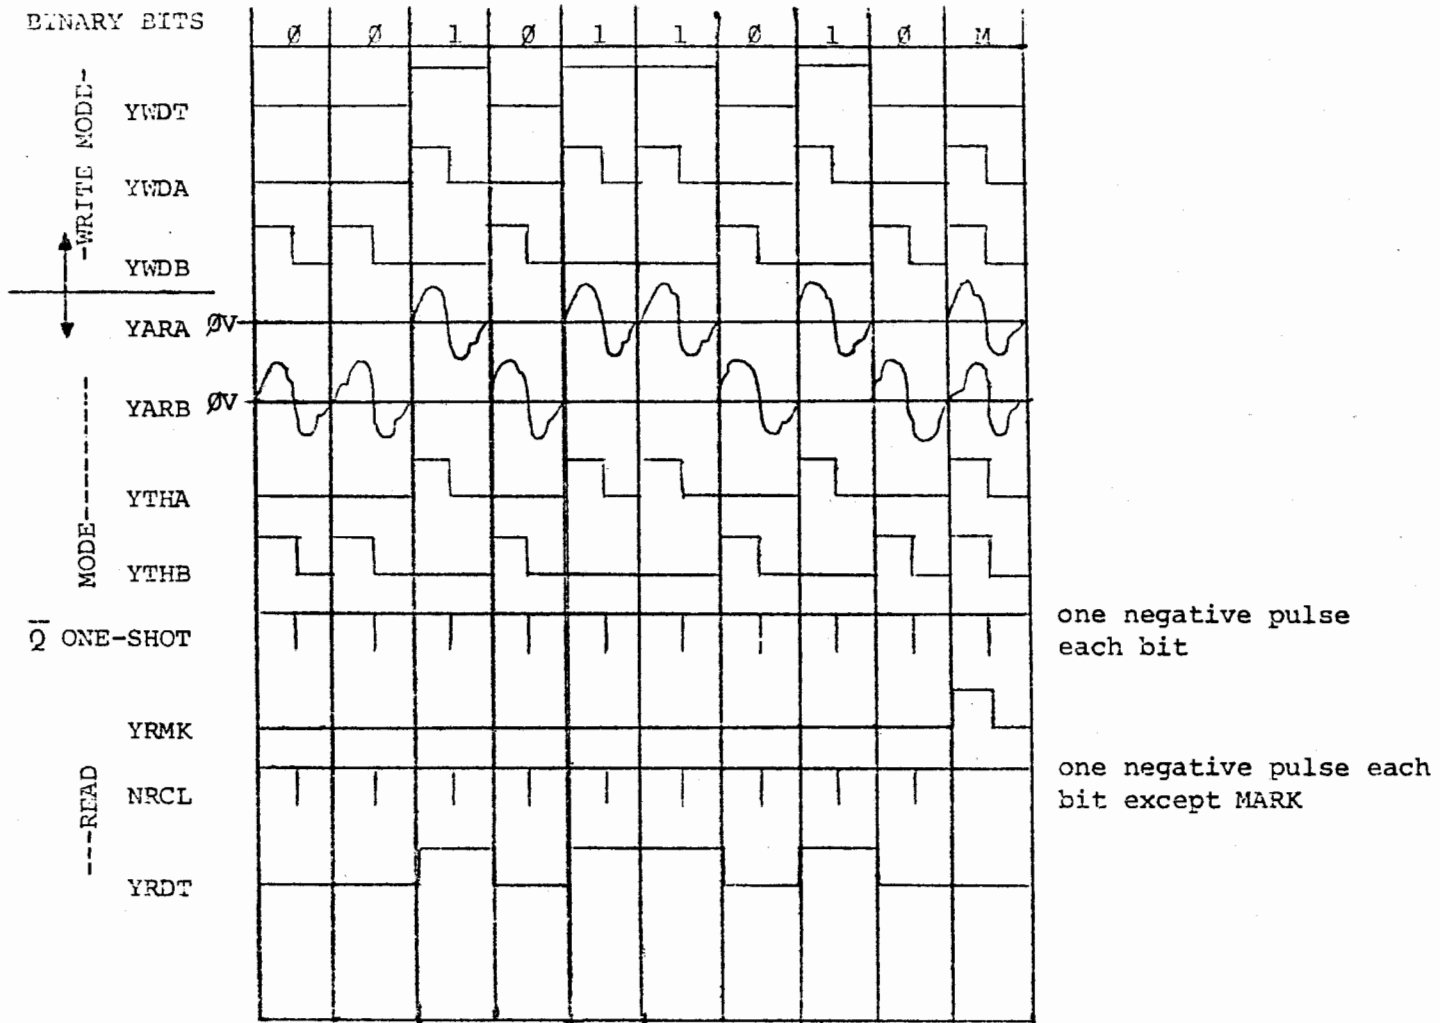 BINARY BITS
Ø Ø 1 Ø 1 1 Ø 1 Ø M
-WRITE MODE-
YWDT
YWDA
YWDB
YARA ØV
YARB ØV
YTHA
MODE----------
YTHB
Q̅ ONE-SHOT
one negative pulse
each bit
YRMK
----READ
NRCL
one negative pulse each
bit except MARK
YRDT